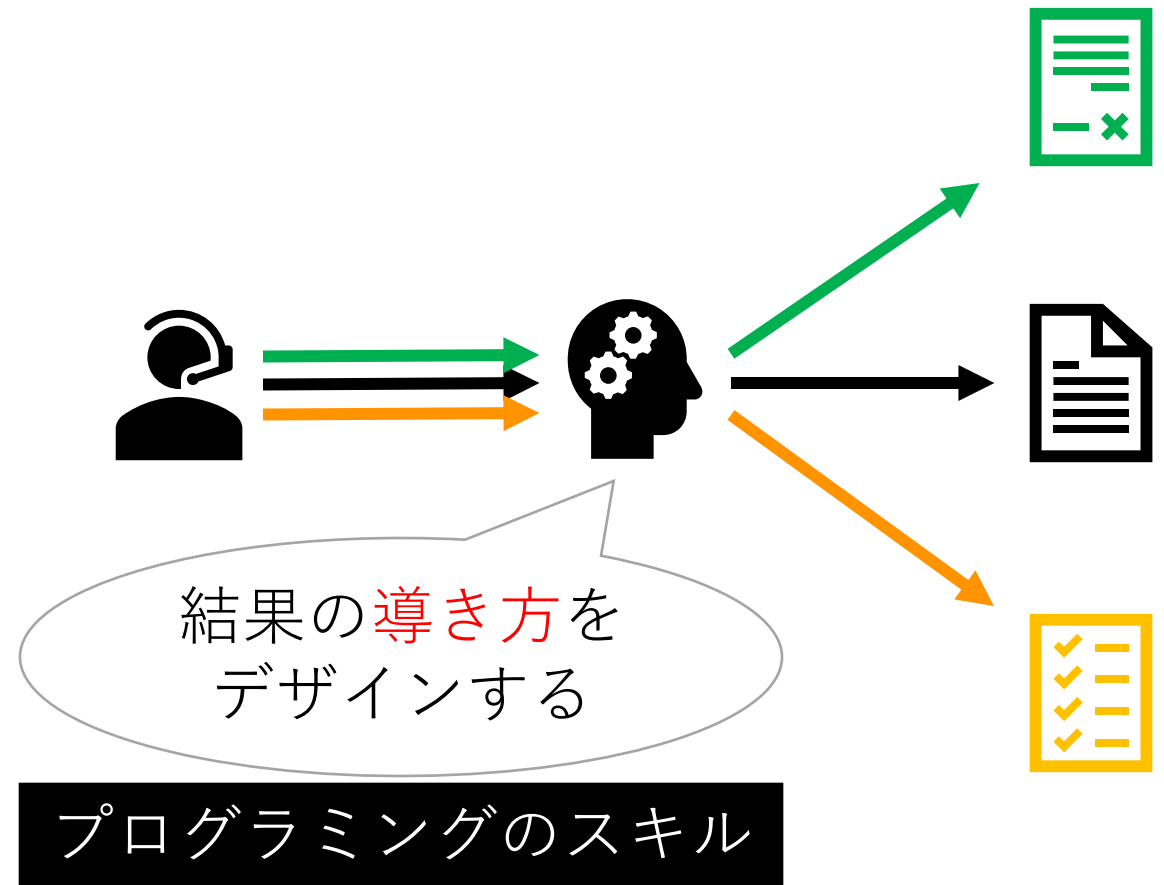 結果の導き方を
デザインする
プログラミングのスキル